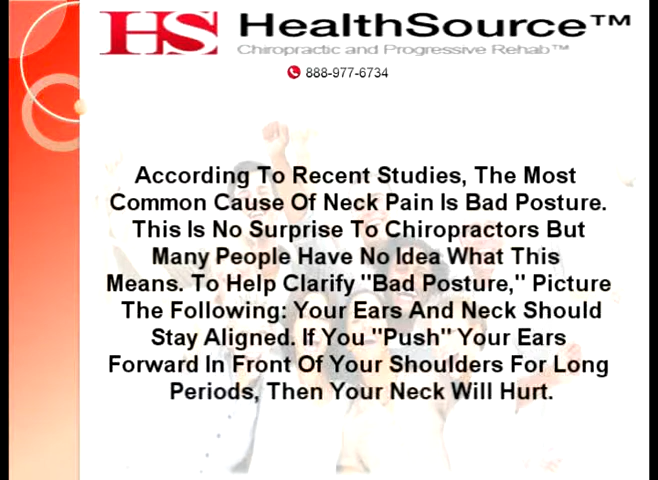 HS HealthSource™
Chiropractic and Progressive Rehab™
888-977-6734
According To Recent Studies, The Most
Common Cause Of Neck Pain Is Bad Posture.
This Is No Surprise To Chiropractors But
Many People Have No Idea What This
Means. To Help Clarify "Bad Posture," Picture
The Following: Your Ears And Neck Should
Stay Aligned. If You "Push" Your Ears
Forward In Front Of Your Shoulders For Long
Periods, Then Your Neck Will Hurt.